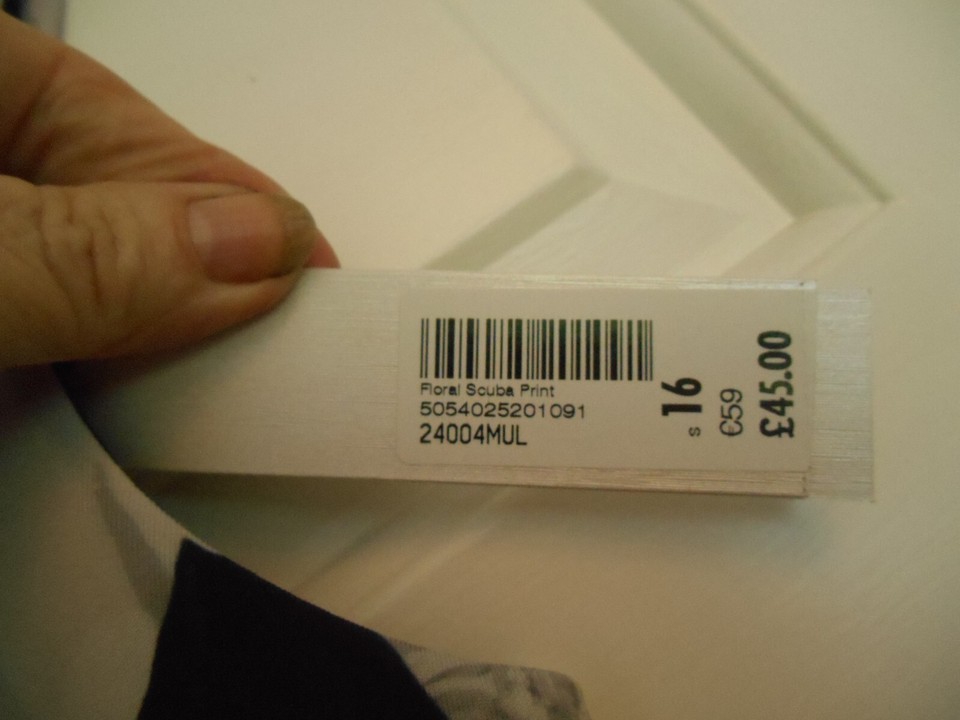 Floral Scuba Print
5054025201091
24004MUL
s 16
€59
£45.00